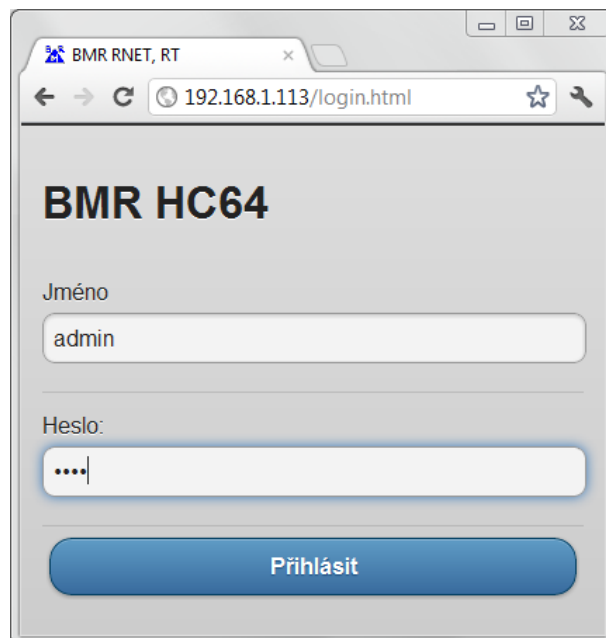 BMR RNET, RT
192.168.1.113/login.html
BMR HC64
Jméno
admin
Heslo:
••••
Přihlásit